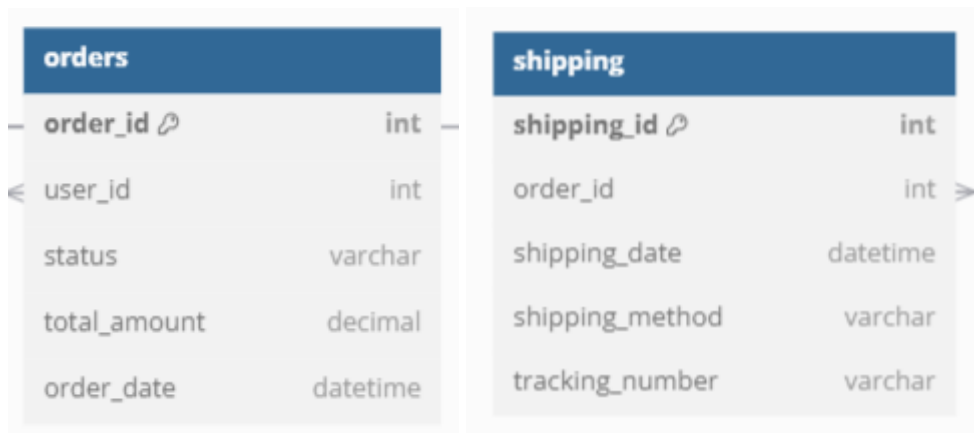 orders
order_id int
user_id int
status varchar
total_amount decimal
order_date datetime
shipping
shipping_id int
order_id int
shipping_date datetime
shipping_method varchar
tracking_number varchar